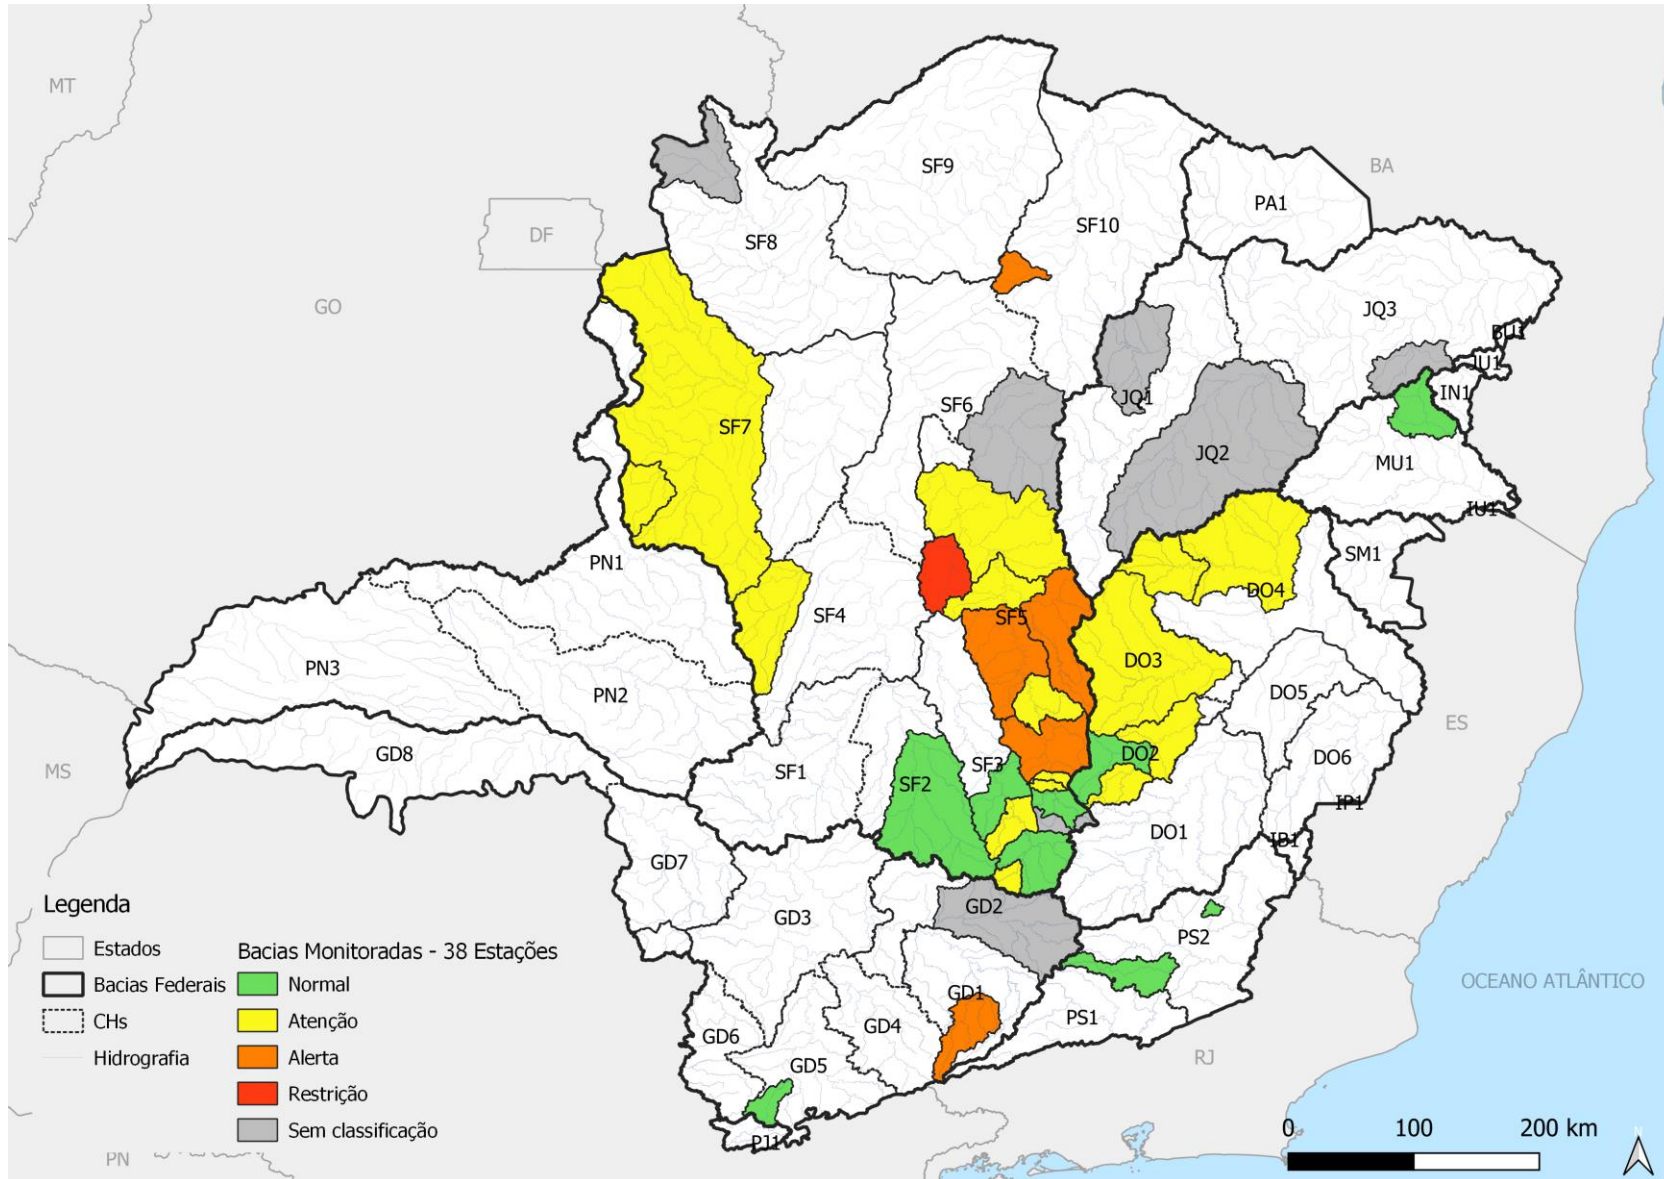 MT
SF9
BA
PA1
SF10
DF
SF8
GO
JQ3
BU1
JU1
IN1
JQ1
SF6
SF7
JQ2
MU1
IU1
SM1
PN1
DO4
SF4
SF5
PN3
DO3
PN2
DO5
ES
GD8
DO2
DO6
MS
SF1
SF3
SF2
IP1
DO1
IB1
GD7
GD2
GD3
PS2
OCEANO ATLÂNTICO
GD1
PS1
GD4
GD6
GD5
RJ
PJ1
PN
Legenda
Estados
Bacias Federais
CHs
Hidrografia
Bacias Monitoradas - 38 Estações
Normal
Atenção
Alerta
Restrição
Sem classificação
0 100 200 km
N